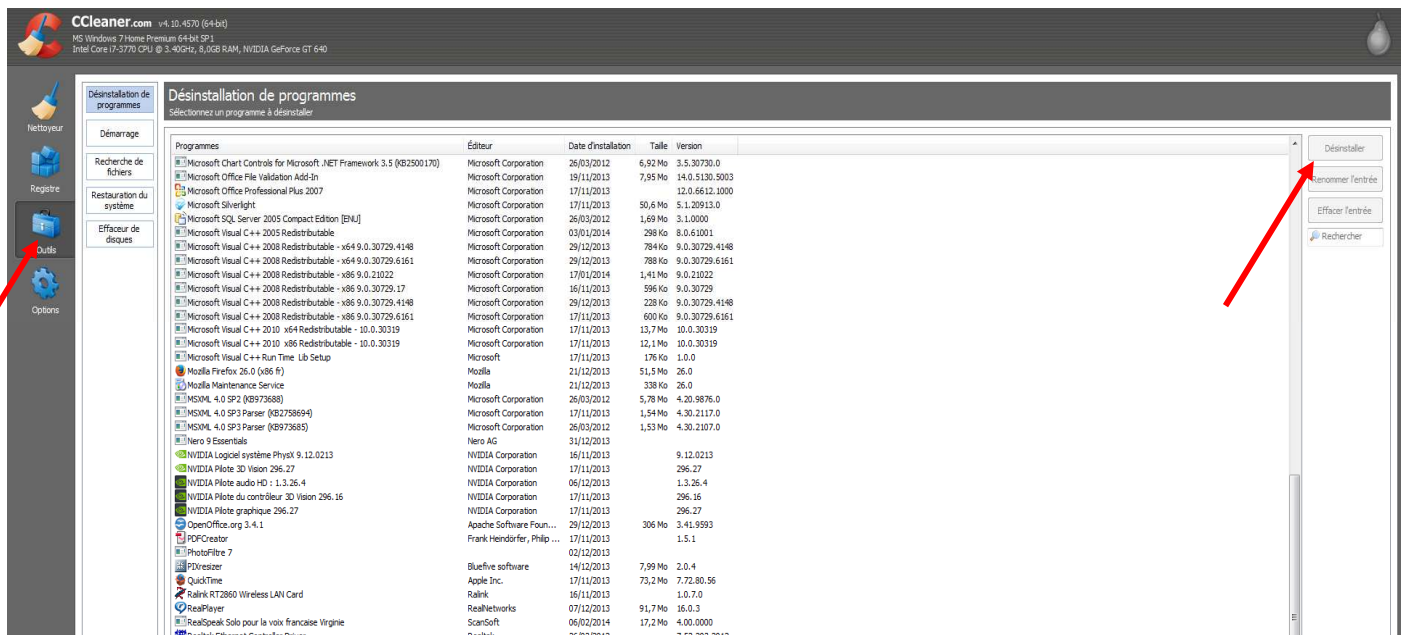 CCleaner.com v4.10.4570 (64-bit)
MS Windows 7 Home Premium 64-bit SP1
Intel Core i7-3770 CPU @ 3.40GHz, 8,0GB RAM, NVIDIA GeForce GT 640
Nettoyeur
Registre
Outils
Options
Désinstallation de
programmes
Démarrage
Recherche de
fichiers
Restauration du
système
Effaceur de
disques
Désinstallation de programmes
Sélectionnez un programme à désinstaller
Programmes Éditeur Date d'installation Taille Version
Microsoft Chart Controls for Microsoft .NET Framework 3.5 (KB2500170) Microsoft Corporation 26/03/2012 6,92 Mo 3.5.30730.0
Microsoft Office File Validation Add-In Microsoft Corporation 19/11/2013 7,95 Mo 14.0.5130.5003
Microsoft Office Professional Plus 2007 Microsoft Corporation 17/11/2013 12.0.6612.1000
Microsoft Silverlight Microsoft Corporation 17/11/2013 50,6 Mo 5.1.20913.0
Microsoft SQL Server 2005 Compact Edition [ENU] Microsoft Corporation 26/03/2012 1,69 Mo 3.1.0000
Microsoft Visual C++ 2005 Redistributable Microsoft Corporation 03/01/2014 298 Ko 8.0.61001
Microsoft Visual C++ 2008 Redistributable - x64 9.0.30729.4148 Microsoft Corporation 29/12/2013 784 Ko 9.0.30729.4148
Microsoft Visual C++ 2008 Redistributable - x64 9.0.30729.6161 Microsoft Corporation 29/12/2013 788 Ko 9.0.30729.6161
Microsoft Visual C++ 2008 Redistributable - x86 9.0.21022 Microsoft Corporation 17/01/2014 1,41 Mo 9.0.21022
Microsoft Visual C++ 2008 Redistributable - x86 9.0.30729.17 Microsoft Corporation 16/11/2013 596 Ko 9.0.30729
Microsoft Visual C++ 2008 Redistributable - x86 9.0.30729.4148 Microsoft Corporation 29/12/2013 228 Ko 9.0.30729.4148
Microsoft Visual C++ 2008 Redistributable - x86 9.0.30729.6161 Microsoft Corporation 17/11/2013 600 Ko 9.0.30729.6161
Microsoft Visual C++ 2010 x64 Redistributable - 10.0.30319 Microsoft Corporation 17/11/2013 13,7 Mo 10.0.30319
Microsoft Visual C++ 2010 x86 Redistributable - 10.0.30319 Microsoft Corporation 17/11/2013 12,1 Mo 10.0.30319
Microsoft Visual C++ Run Time Lib Setup Microsoft 17/11/2013 176 Ko 1.0.0
Mozilla Firefox 26.0 (x86 fr) Mozilla 21/12/2013 51,5 Mo 26.0
Mozilla Maintenance Service Mozilla 21/12/2013 338 Ko 26.0
MSXML 4.0 SP2 (KB973688) Microsoft Corporation 26/03/2012 5,78 Mo 4.20.9876.0
MSXML 4.0 SP3 Parser (KB2758694) Microsoft Corporation 17/11/2013 1,54 Mo 4.30.2117.0
MSXML 4.0 SP3 Parser (KB973685) Microsoft Corporation 26/03/2012 1,53 Mo 4.30.2107.0
Nero 9 Essentials Nero AG 31/12/2013
NVIDIA Logiciel système PhysX 9.12.0213 NVIDIA Corporation 16/11/2013 9.12.0213
NVIDIA Pilote 3D Vision 296.27 NVIDIA Corporation 17/11/2013 296.27
NVIDIA Pilote audio HD : 1.3.26.4 NVIDIA Corporation 06/12/2013 1.3.26.4
NVIDIA Pilote du contrôleur 3D Vision 296.16 NVIDIA Corporation 17/11/2013 296.16
NVIDIA Pilote graphique 296.27 NVIDIA Corporation 17/11/2013 296.27
OpenOffice.org 3.4.1 Apache Software Foun... 29/12/2013 306 Mo 3.41.9593
PDFCreator Frank Heindörfer, Philip ... 17/11/2013 1.5.1
PhotoFiltre 7 02/12/2013
PIXresizer Bluefive software 14/12/2013 7,99 Mo 2.0.4
QuickTime Apple Inc. 17/11/2013 73,2 Mo 7.72.80.56
Ralink RT2860 Wireless LAN Card Ralink 16/11/2013 1.0.7.0
RealPlayer RealNetworks 07/12/2013 91,7 Mo 16.0.3
RealSpeak Solo pour la voix francaise Virginie ScanSoft 06/02/2014 17,2 Mo 4.00.0000
Désinstaller
Renommer l'entrée
Effacer l'entrée
Rechercher